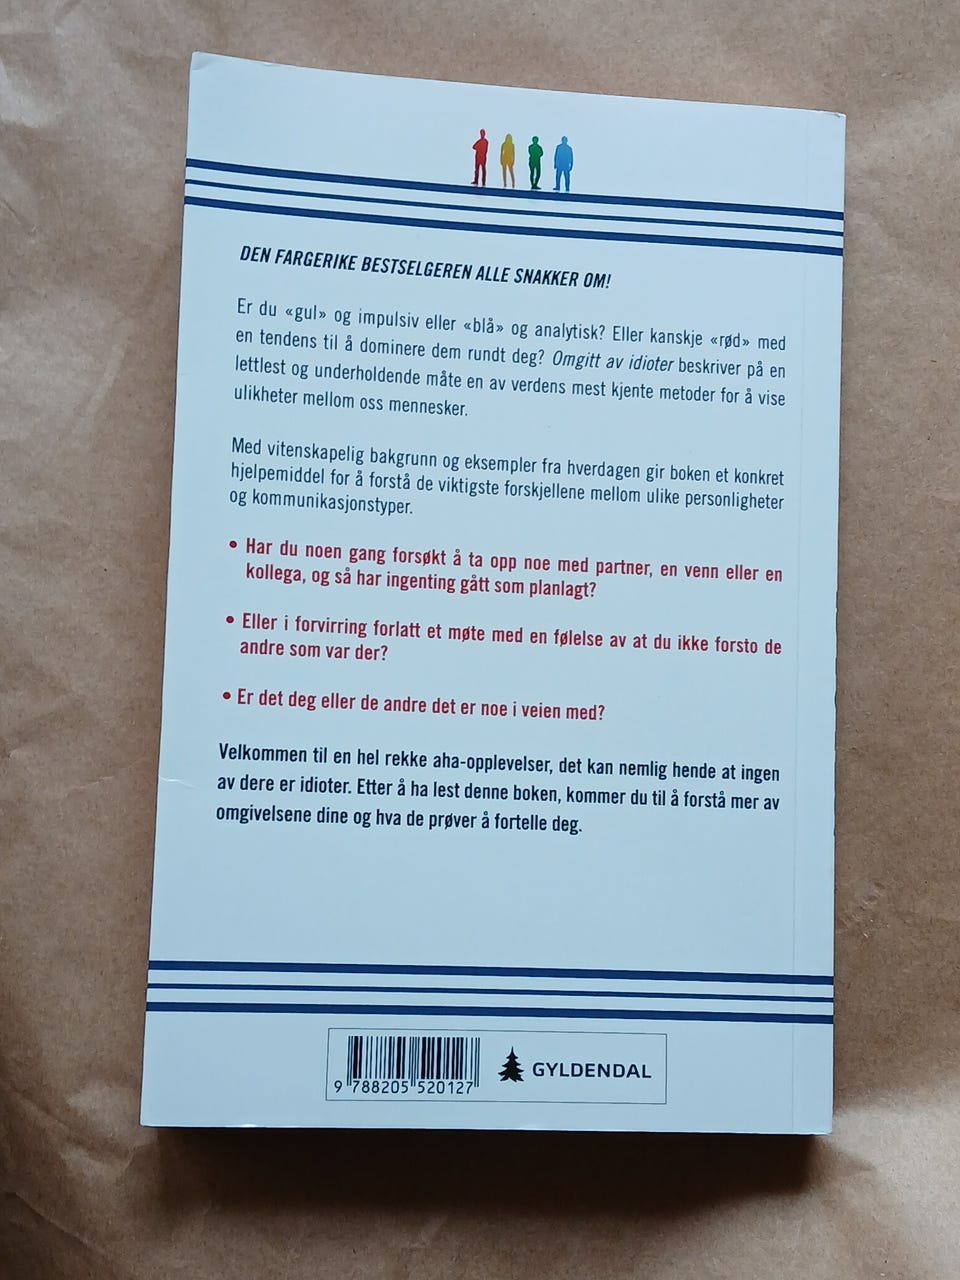 DEN FARGERIKE BESTSELGEREN ALLE SNAKKER OM!
Er du «gul» og impulsiv eller «blå» og analytisk? Eller kanskje «rød» med
en tendens til å dominere dem rundt deg? Omgitt av idioter beskriver på en
lettlest og underholdende måte en av verdens mest kjente metoder for å vise
ulikheter mellom oss mennesker.
Med vitenskapelig bakgrunn og eksempler fra hverdagen gir boken et konkret
hjelpemiddel for å forstå de viktigste forskjellene mellom ulike personligheter
og kommunikasjonstyper.
• Har du noen gang forsøkt å ta opp noe med partner, en venn eller en
kollega, og så har ingenting gått som planlagt?
• Eller i forvirring forlatt et møte med en følelse av at du ikke forsto de
andre som var der?
• Er det deg eller de andre det er noe i veien med?
Velkommen til en hel rekke aha-opplevelser, det kan nemlig hende at ingen
av dere er idioter. Etter å ha lest denne boken, kommer du til å forstå mer av
omgivelsene dine og hva de prøver å fortelle deg.
9 788205 520127
GYLDENDAL